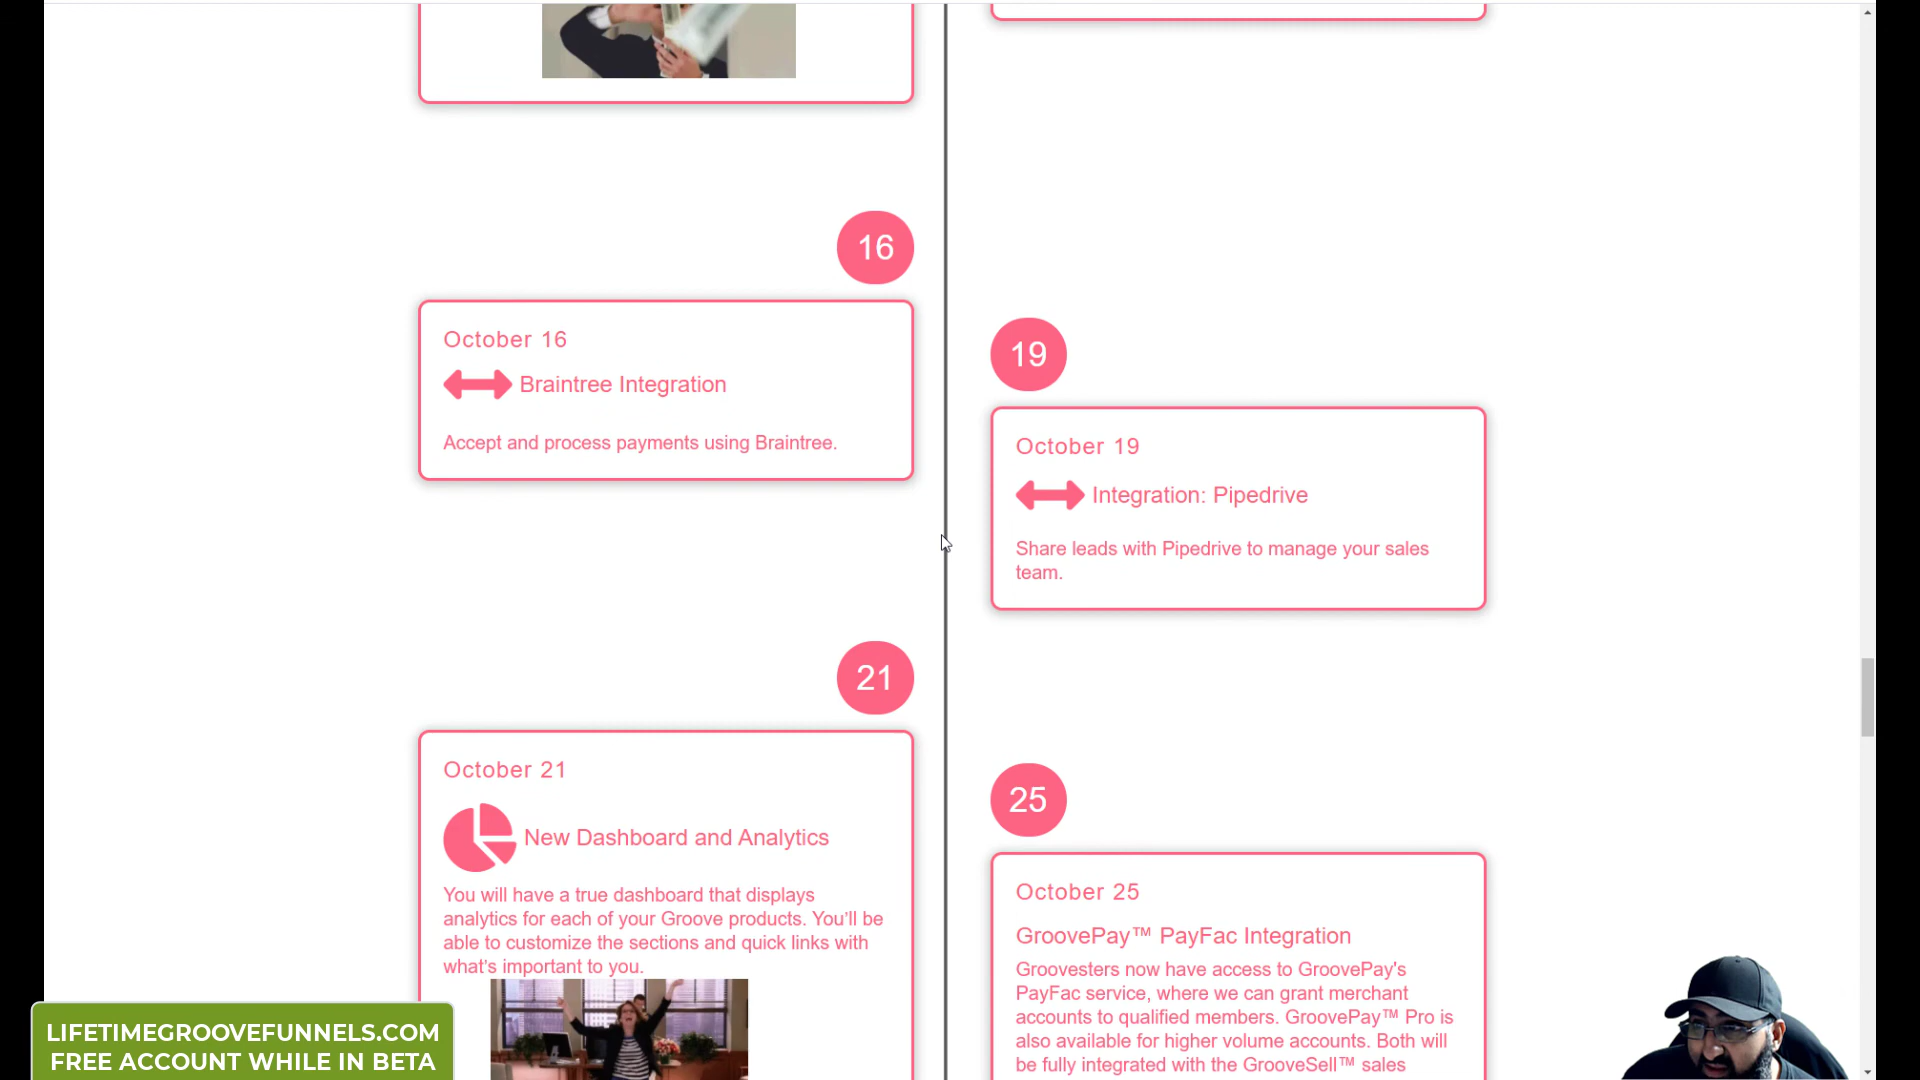 16
October 16
Braintree Integration
Accept and process payments using Braintree.
19
October 19
Integration: Pipedrive
Share leads with Pipedrive to manage your sales
team.
21
October 21
New Dashboard and Analytics
You will have a true dashboard that displays
analytics for each of your Groove products. You’ll be
able to customize the sections and quick links with
what’s important to you.
25
October 25
GroovePay™ PayFac Integration
Groovesters now have access to GroovePay's
PayFac service, where we can grant merchant
accounts to qualified members. GroovePay™ Pro is
also available for higher volume accounts. Both will
be fully integrated with the GrooveSell™ sales
LIFETIMEGROOVEFUNNELS.COM
FREE ACCOUNT WHILE IN BETA